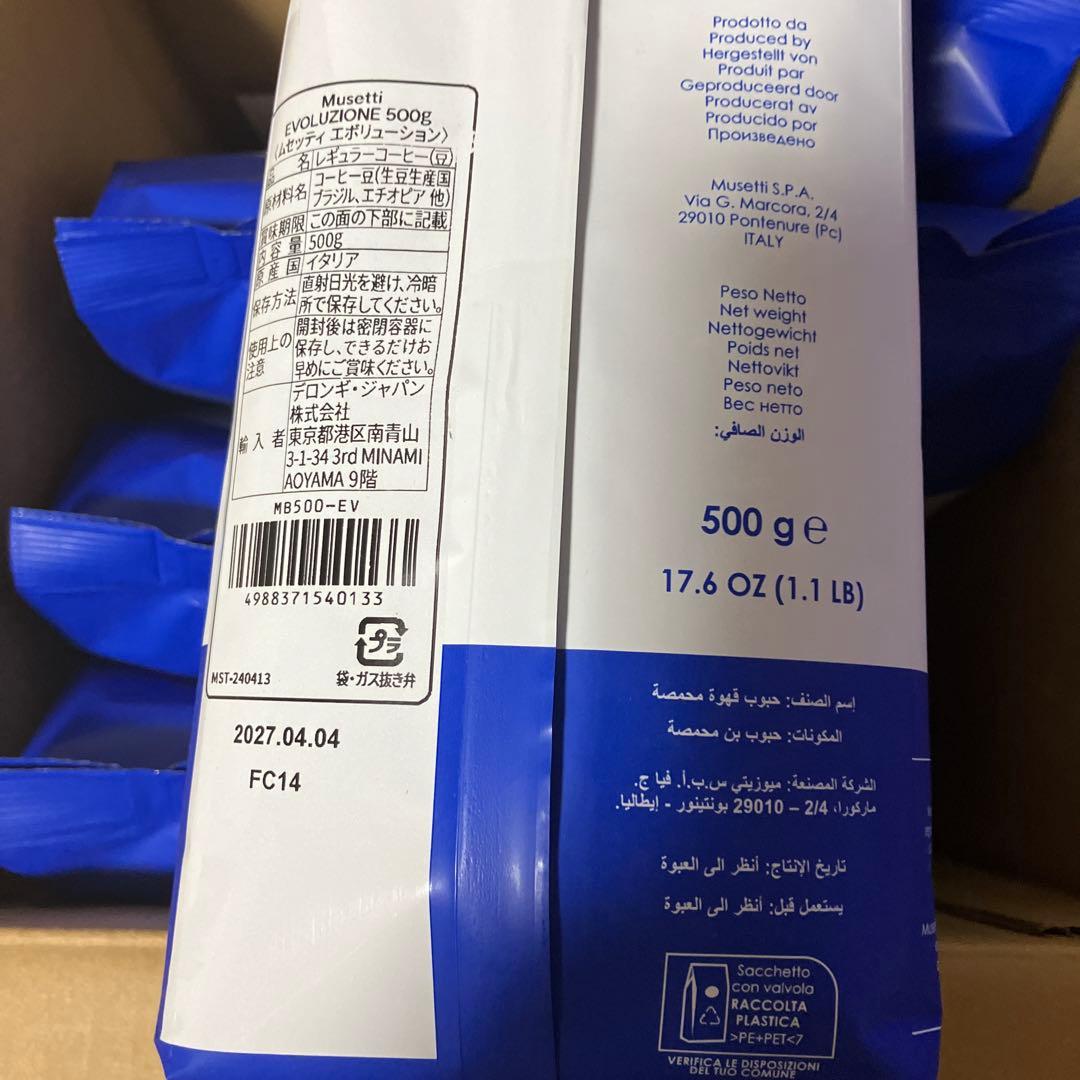 Musetti
EVOLUZIONE 500g
〈ムセッティ エボリューション〉
名 レギュラーコーヒー(豆)
原材料名 コーヒー豆(生豆生産国
ブラジル、エチオピア 他)
賞味期限 この面の下部に記載
内容量 500g
原産国 イタリア
保存方法 直射日光を避け、冷暗
所で保存してください。
使用上の注意 開封後は密閉容器に
保存し、できるだけお
早めにご賞味ください。
輸入者 デロンギ・ジャパン
株式会社
東京都港区南青山
3-1-34 3rd MINAMI
AOYAMA 9階
MB500-EV
4988371540133
プラ
MST-240413 袋・ガス抜き弁
2027.04.04
FC14
Prodotto da
Produced by
Hergestellt von
Produit par
Geproduceerd door
Producerat av
Producido por
Произведено
Musetti S.P.A.
Via G. Marcora, 2/4
29010 Pontenure (Pc)
ITALY
Peso Netto
Net weight
Nettogewicht
Poids net
Nettovikt
Peso neto
Вес нетто
الوزن الصافي:
500 g e
17.6 OZ (1.1 LB)
إسم الصنف: حبوب قهوة محمصة
المكونات: حبوب بن محمصة
الشركة المصنعة: ميوزيتي س.ب.أ. فيا ج.
ماركورا، 2/4 – 29010 بونتينور - إيطاليا.
تاريخ الإنتاج: أنظر الى العبوة
يستعمل قبل: أنظر الى العبوة
Sacchetto
con valvola
RACCOLTA
PLASTICA
>PE+PET<7
VERIFICA LE DISPOSIZIONI
DEL TUO COMUNE